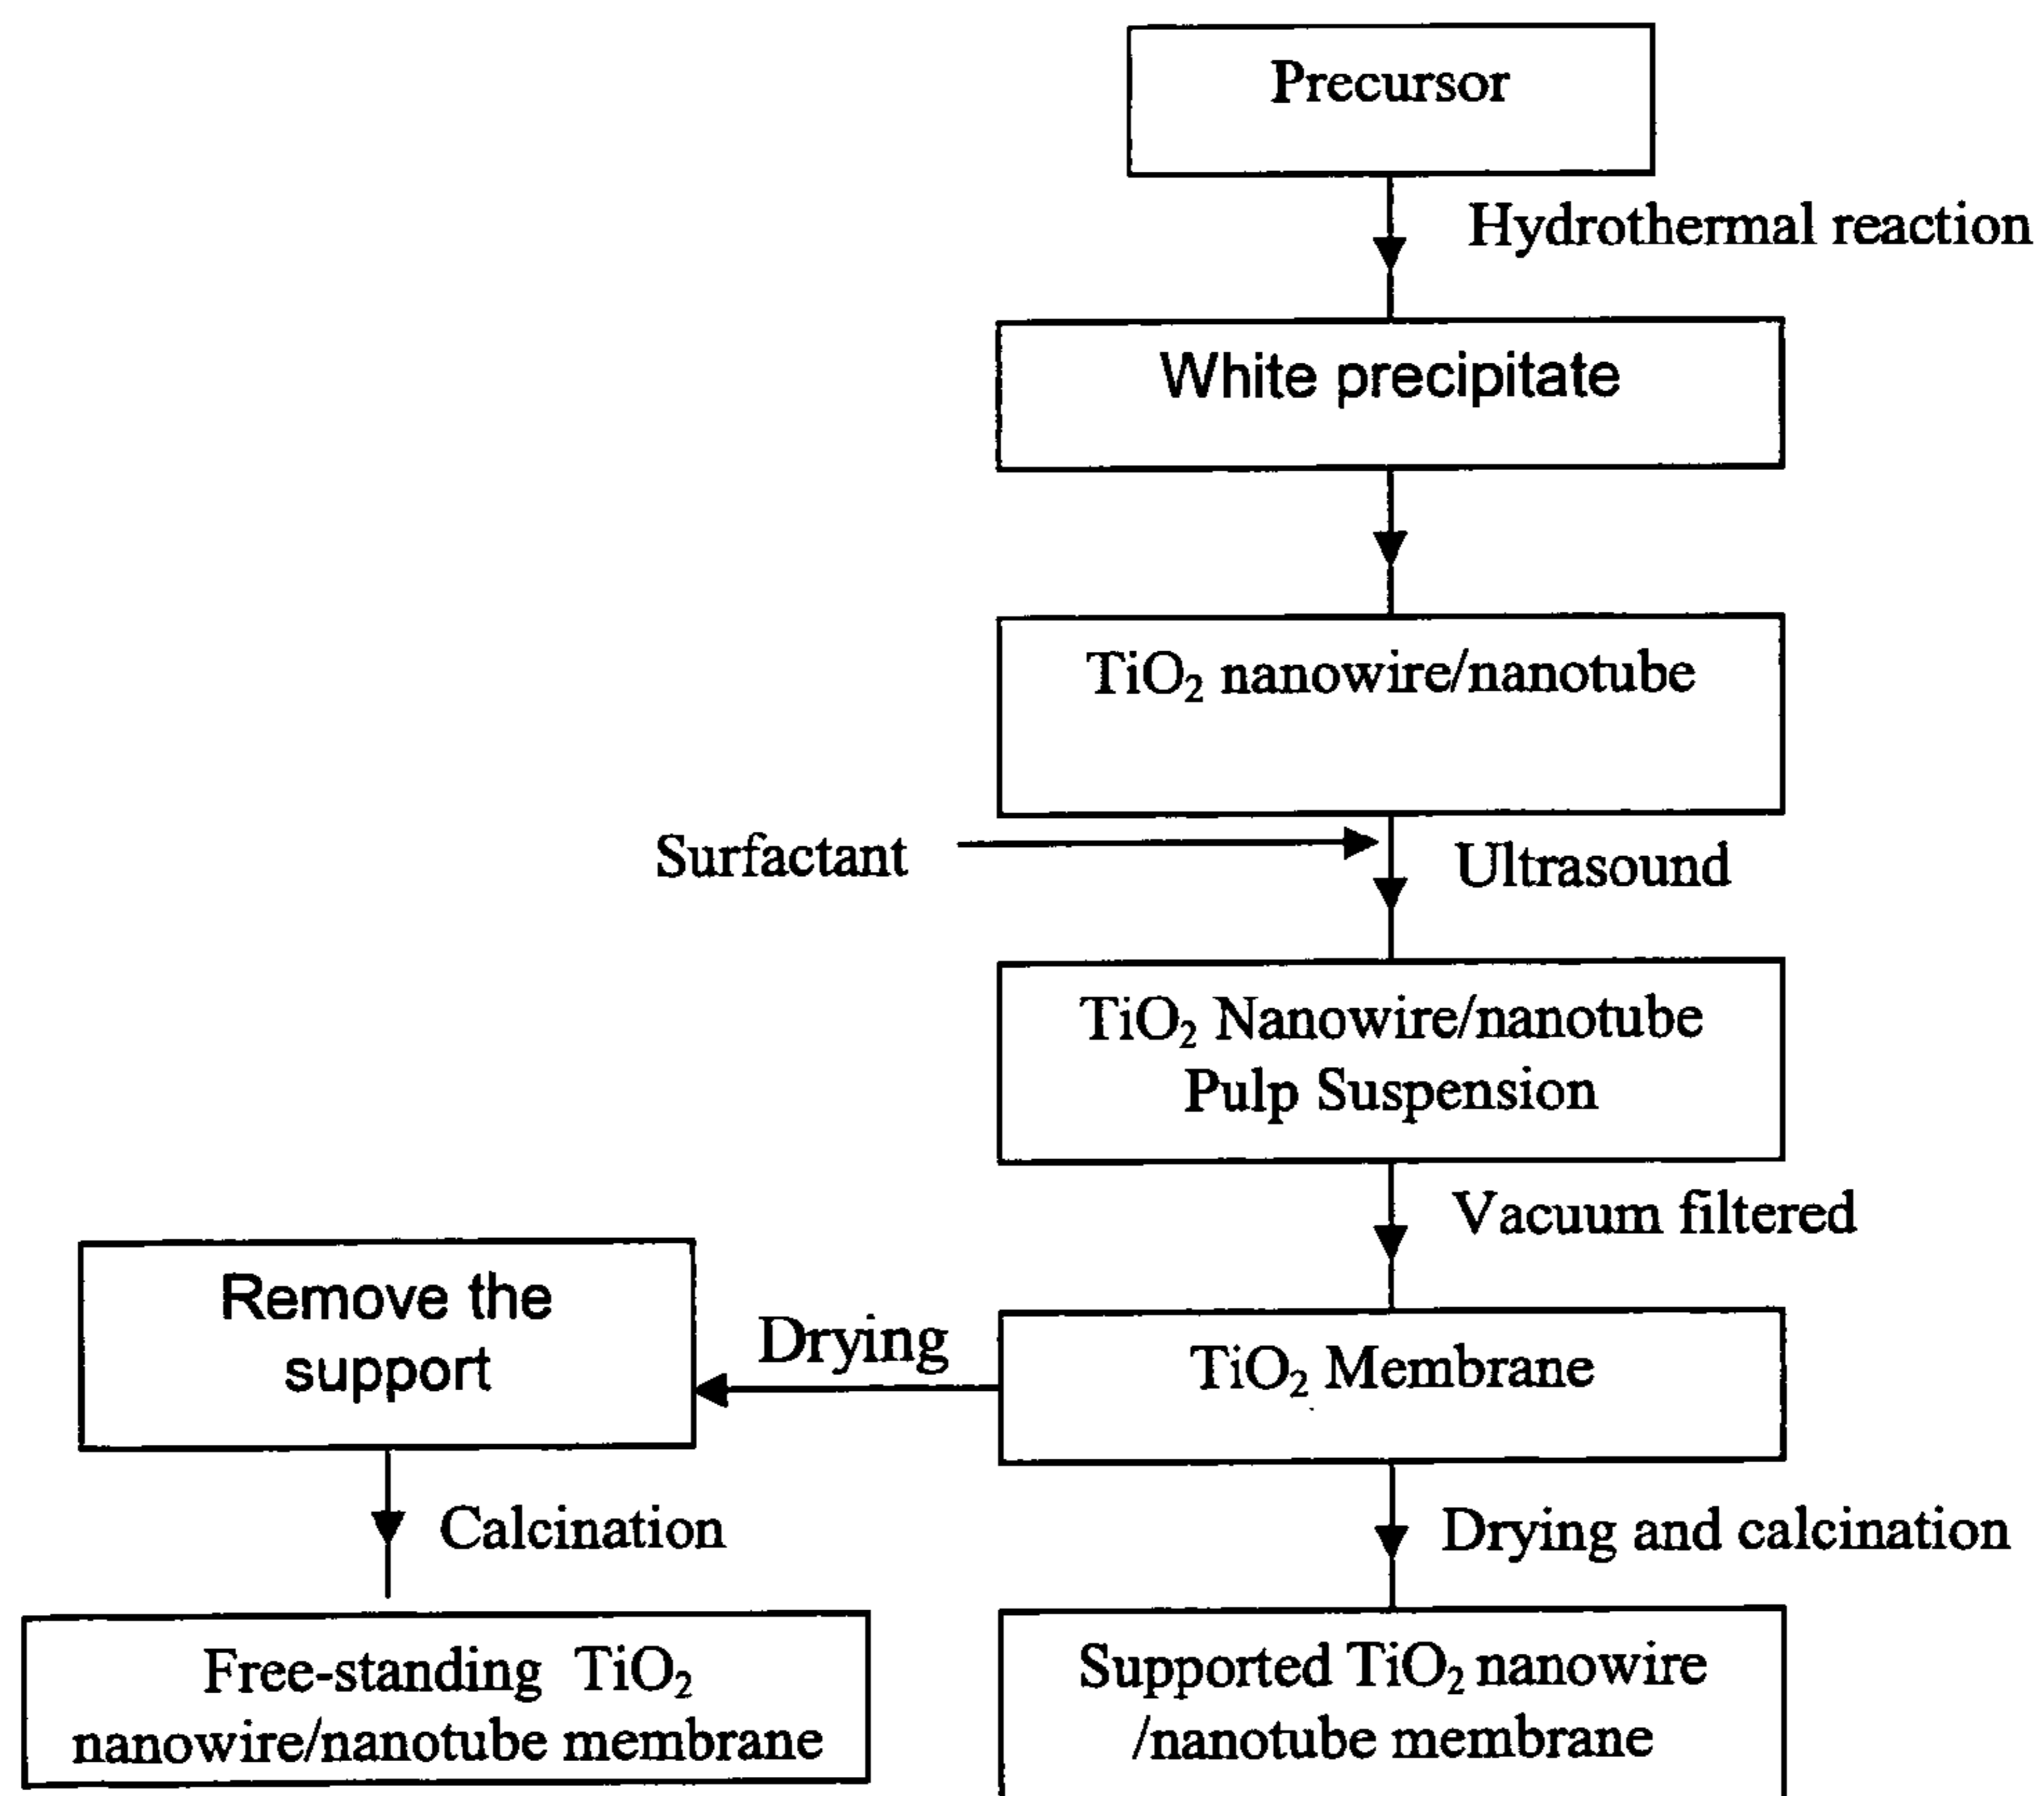 Precursor
Hydrothermal reaction
White precipitate
TiO₂ nanowire/nanotube
Surfactant
Ultrasound
TiO₂ Nanowire/nanotube
Pulp Suspension
Vacuum filtered
Remove the
support
Drying
TiO₂ Membrane
Calcination
Drying and calcination
Free-standing TiO₂
nanowire/nanotube membrane
Supported TiO₂ nanowire
/nanotube membrane